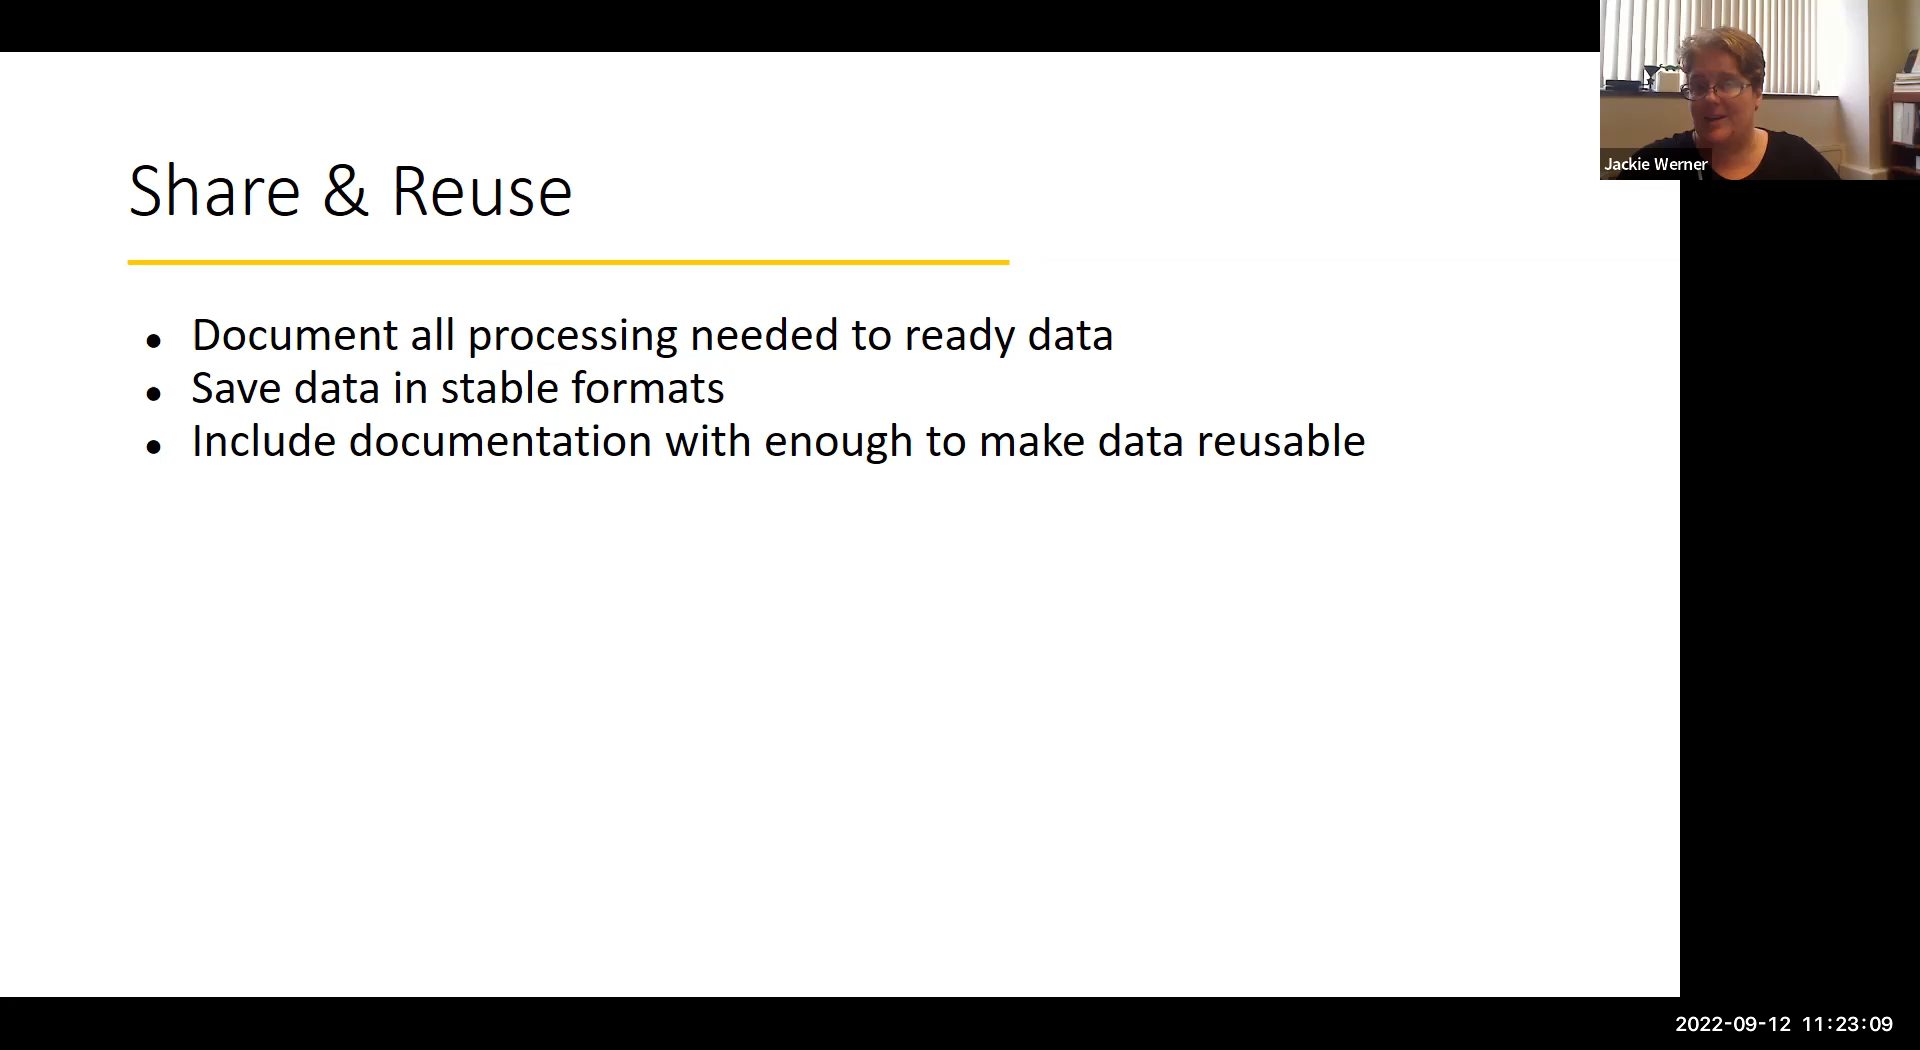 Share & Reuse
● Document all processing needed to ready data
● Save data in stable formats
● Include documentation with enough to make data reusable
Jackie Werner
2022-09-12 11:23:09